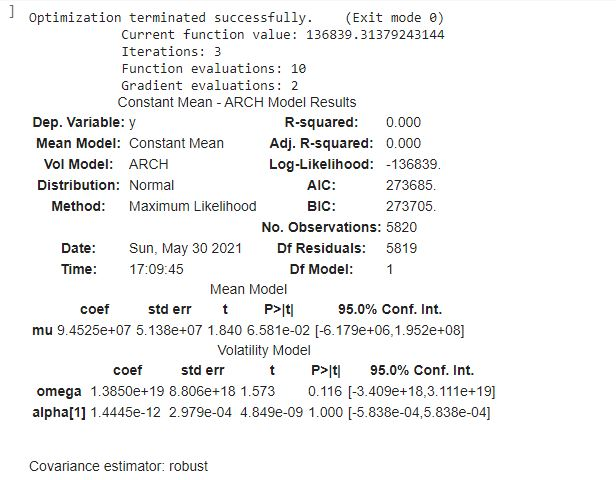 ]
Optimization terminated successfully. (Exit mode 0)
Current function value: 136839.31379243144
Iterations: 3
Function evaluations: 10
Gradient evaluations: 2
Constant Mean - ARCH Model Results
Dep. Variable: y R-squared: 0.000
Mean Model: Constant Mean Adj. R-squared: 0.000
Vol Model: ARCH Log-Likelihood: -136839.
Distribution: Normal AIC: 273685.
Method: Maximum Likelihood BIC: 273705.
No. Observations: 5820
Date: Sun, May 30 2021 Df Residuals: 5819
Time: 17:09:45 Df Model: 1
Mean Model
coef std err t P>|t| 95.0% Conf. Int.
mu 9.4525e+07 5.138e+07 1.840 6.581e-02 [-6.179e+06,1.952e+08]
Volatility Model
coef std err t P>|t| 95.0% Conf. Int.
omega 1.3850e+19 8.806e+18 1.573 0.116 [-3.409e+18,3.111e+19]
alpha[1] 1.4445e-12 2.979e-04 4.849e-09 1.000 [-5.838e-04,5.838e-04]
Covariance estimator: robust